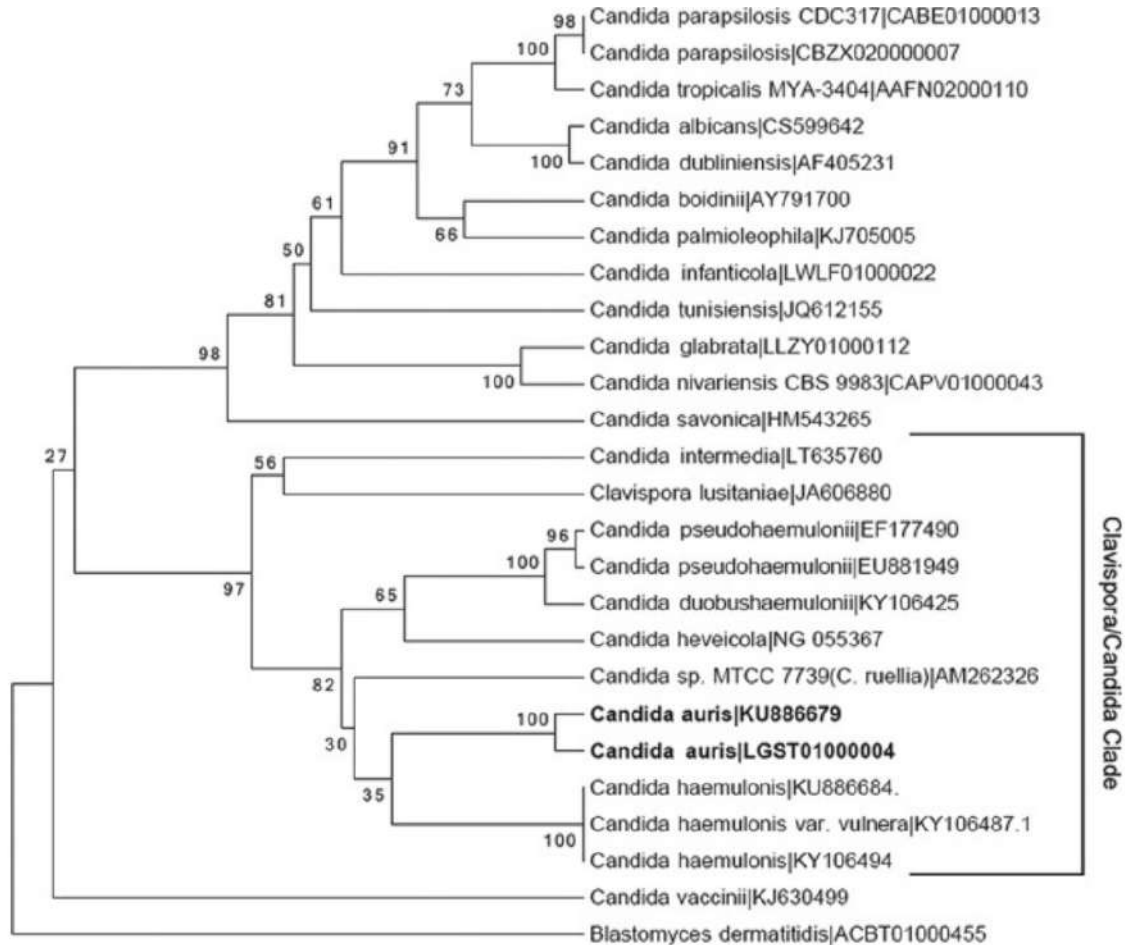 98
Candida parapsilosis CDC317|CABE01000013
100
Candida parapsilosis|CBZX020000007
73
Candida tropicalis MYA-3404|AAFN02000110
Candida albicans|CS599642
91
100
Candida dubliniensis|AF405231
61
Candida boidinii|AY791700
66
Candida palmioleophila|KJ705005
50
Candida infanticola|LWLF01000022
81
Candida tunisiensis|JQ612155
98
Candida glabrata|LLZY01000112
100
Candida nivariensis CBS 9983|CAPV01000043
Candida savonica|HM543265
27
56
Candida intermedia|LT635760
Clavispora lusitaniae|JA606880
96
Candida pseudohaemulonii|EF177490
100
Candida pseudohaemulonii|EU881949
97
65
Candida duobushaemulonii|KY106425
Candida heveicola|NG 055367
82
Candida sp. MTCC 7739(C. ruellia)|AM262326
100
Candida auris|KU886679
30
Candida auris|LGST01000004
35
Candida haemulonis|KU886684.
Candida haemulonis var. vulnera|KY106487.1
100
Candida haemulonis|KY106494
Candida vaccinii|KJ630499
Blastomyces dermatitidis|ACBT01000455
Clavispora/Candida Clade